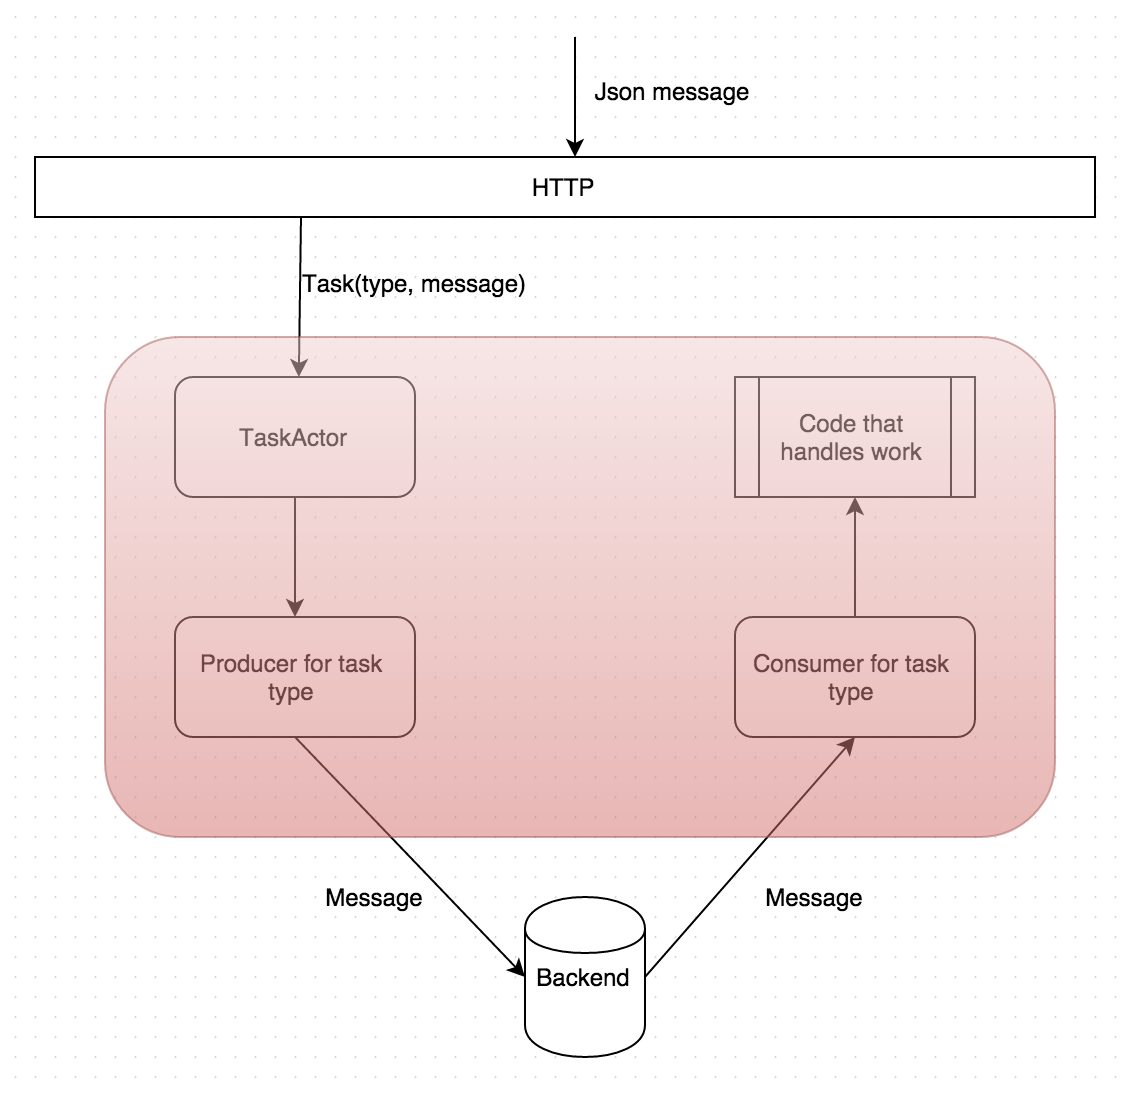 Json message
HTTP
Task(type, message)
TaskActor
Code that
handles work
Producer for task
type
Consumer for task
type
Message
Message
Backend